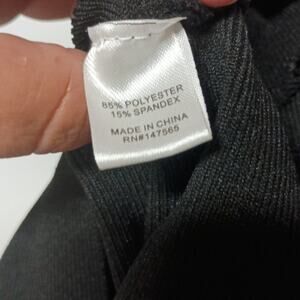 85% POLYESTER
15% SPANDEX
MADE IN CHINA
RN#147565